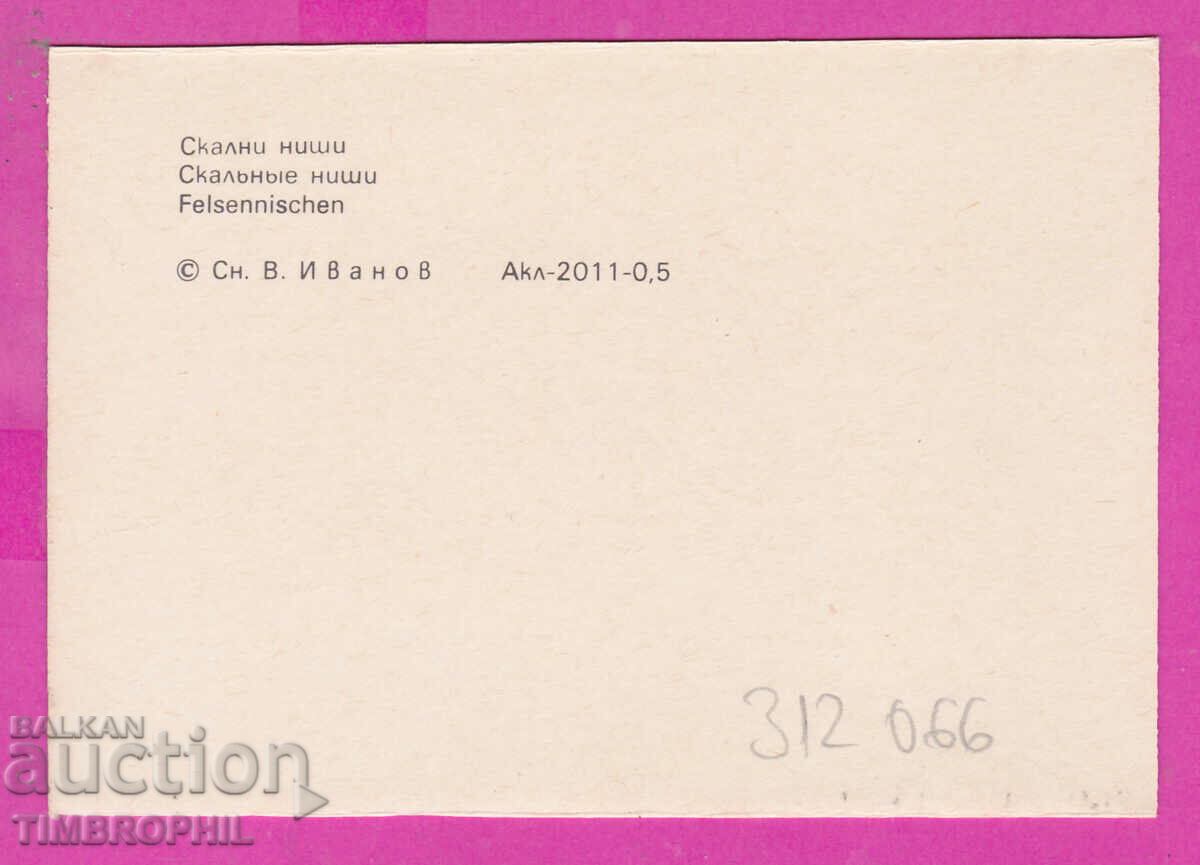 Скални ниши
Скальные ниши
Felsennischen
© Сн. В. Иванов Акл-2011-0,5
312 066
BALKAN
auction
TIMBROPHIL